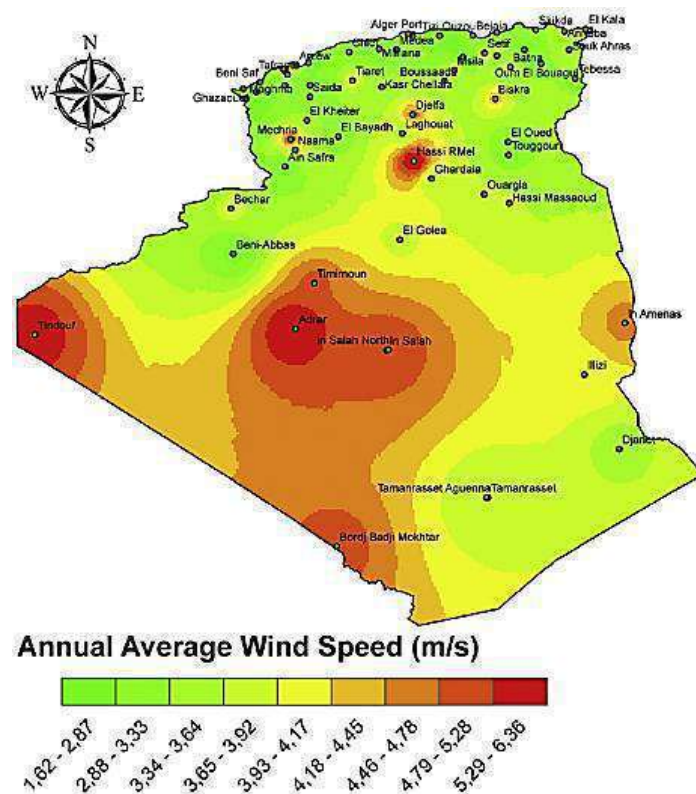 N
W E
S
Alger Port Tizi Ouzou Bejaia Skikda El Kala
Annaba
Chlef Miliana Medea Setif Souk Ahras
Arzew Msila Batna
Beni Saf Tiaret Boussaada Oum El Bouagui Tebessa
Maghnia Saida Kasr Chellala Biskra
Ghazaouet
El Kheiter Djelfa
Mechria El Bayadh Laghouat El Oued
Naama Touggourt
Ain Safra Hassi RMel
Ghardaia
Ouargla
Bechar Hassi Massaoud
El Golea
Beni-Abbas
Timimoun
Tindouf Adrar In Amenas
In Salah North In Salah
Illizi
Djanet
Tamanrasset Aguenna Tamanrasset
Bordj Badji Mokhtar
Annual Average Wind Speed (m/s)
1,62 - 2,87
2,88 - 3,33
3,34 - 3,64
3,65 - 3,92
3,93 - 4,17
4,18 - 4,45
4,46 - 4,78
4,79 - 5,28
5,29 - 6,36